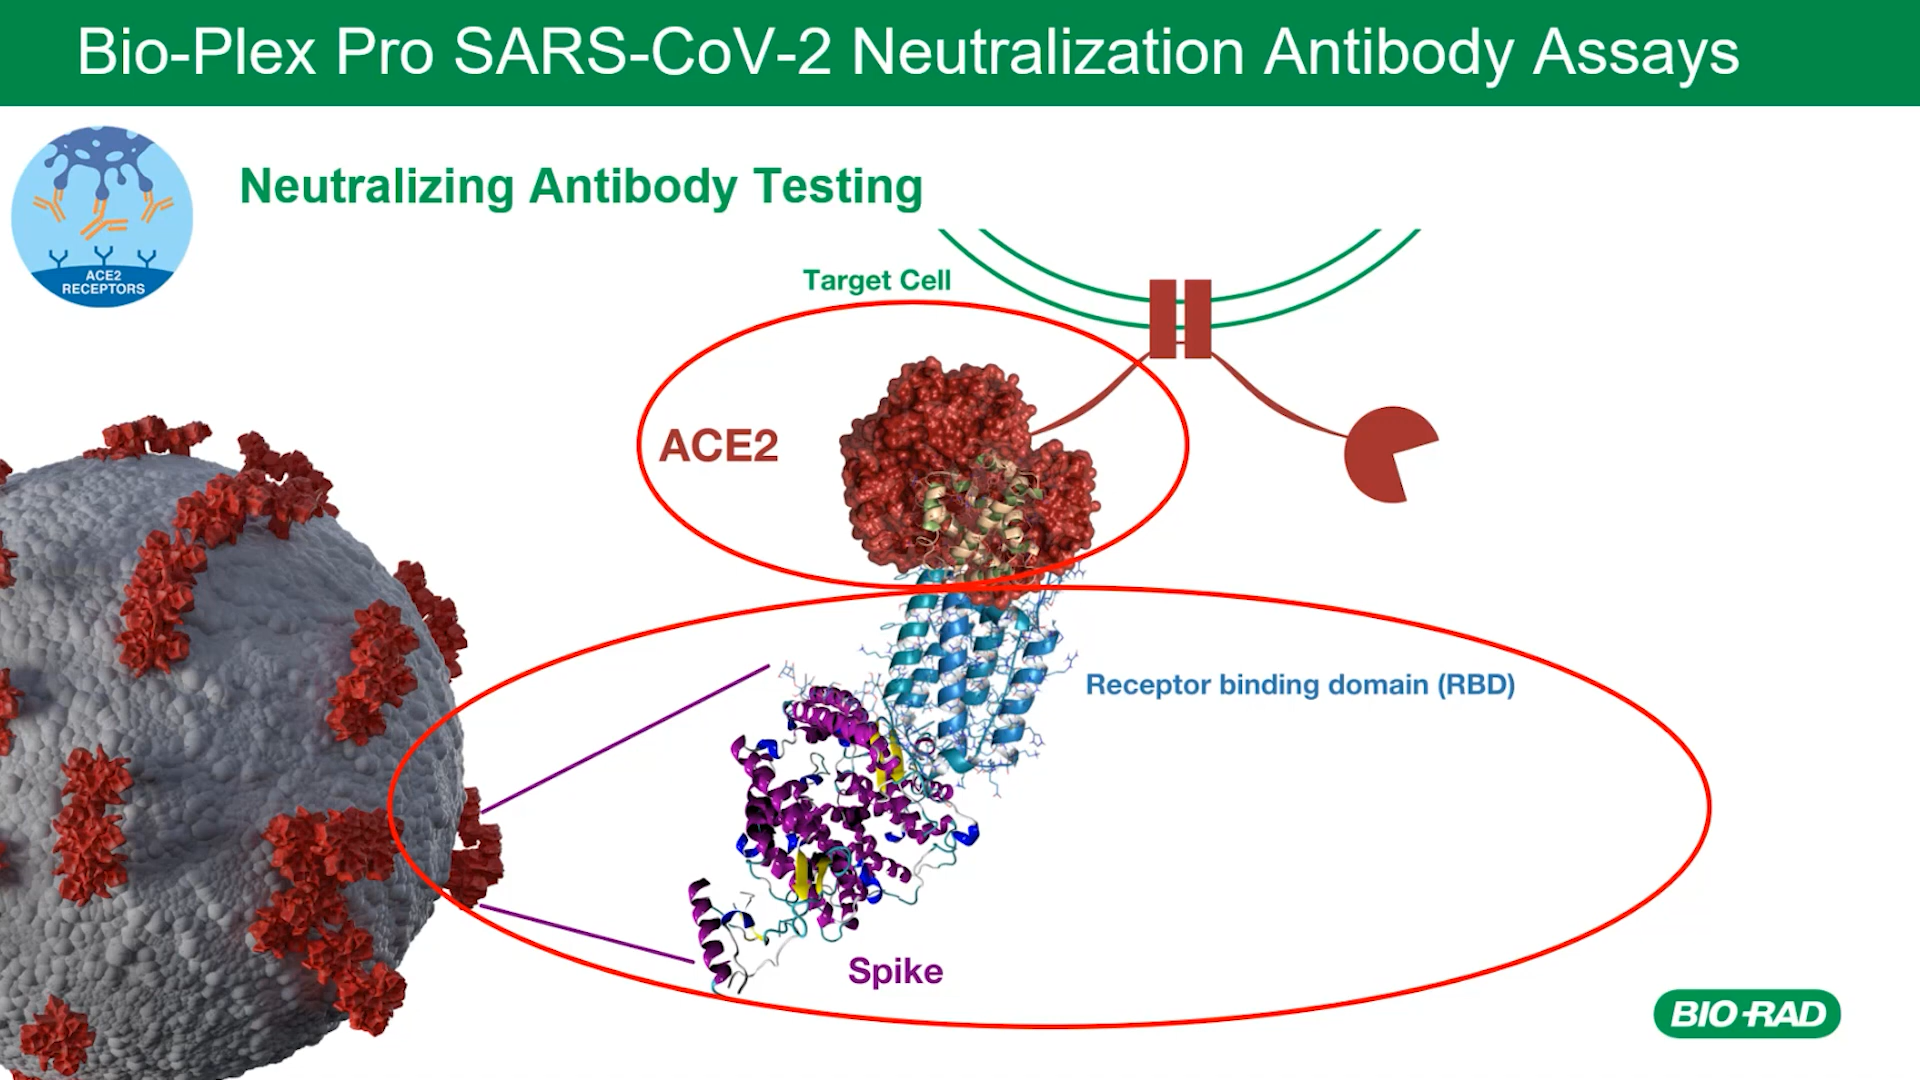 Bio-Plex Pro SARS-CoV-2 Neutralization Antibody Assays
Neutralizing Antibody Testing
ACE2
RECEPTORS
Target Cell
ACE2
Receptor binding domain (RBD)
Spike
BIO-RAD